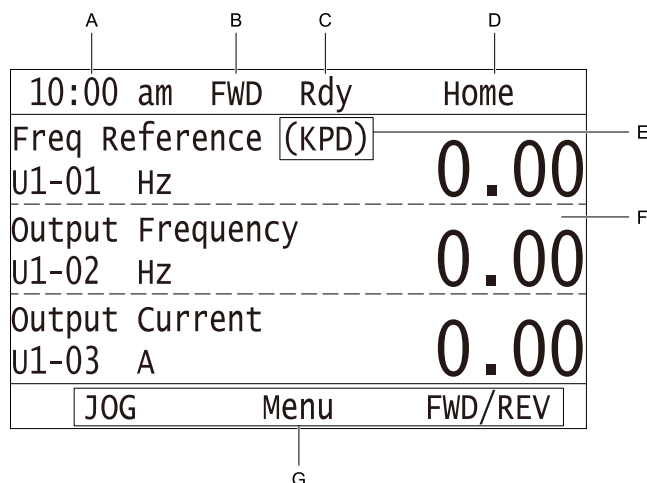 A B C D
10:00 am FWD Rdy Home
Freq Reference (KPD) E
U1-01 Hz 0.00
F
Output Frequency
U1-02 Hz 0.00
Output Current
U1-03 A 0.00
JOG Menu FWD/REV
G